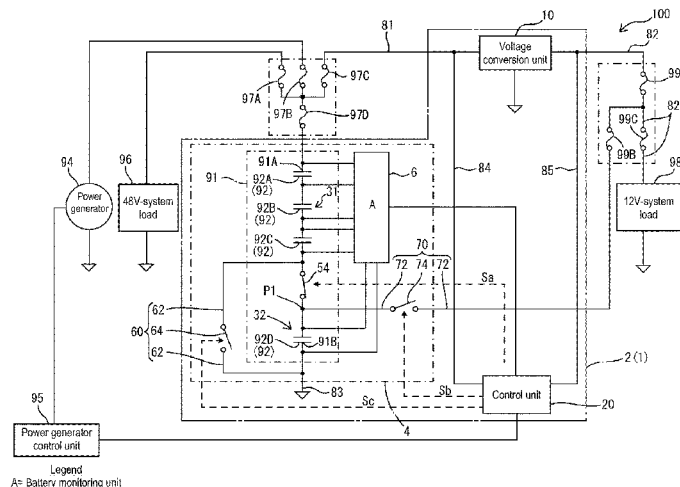 100
81
10
Voltage
conversion unit
82
97A
97B
97C
97D
99
99C
82
99B
94
Power
generator
96
48V-system
load
91
91A
92A
(92)
31
6
A
84
85
98
12V-system
load
92B
(92)
92C
(92)
54
70
72
74
72
Sa
P1
62
60
64
62
32
92D
(92)
91B
83
Sb
Sc
4
2(1)
Control unit
20
95
Power generator
control unit
Legend
A= Battery monitoring unit